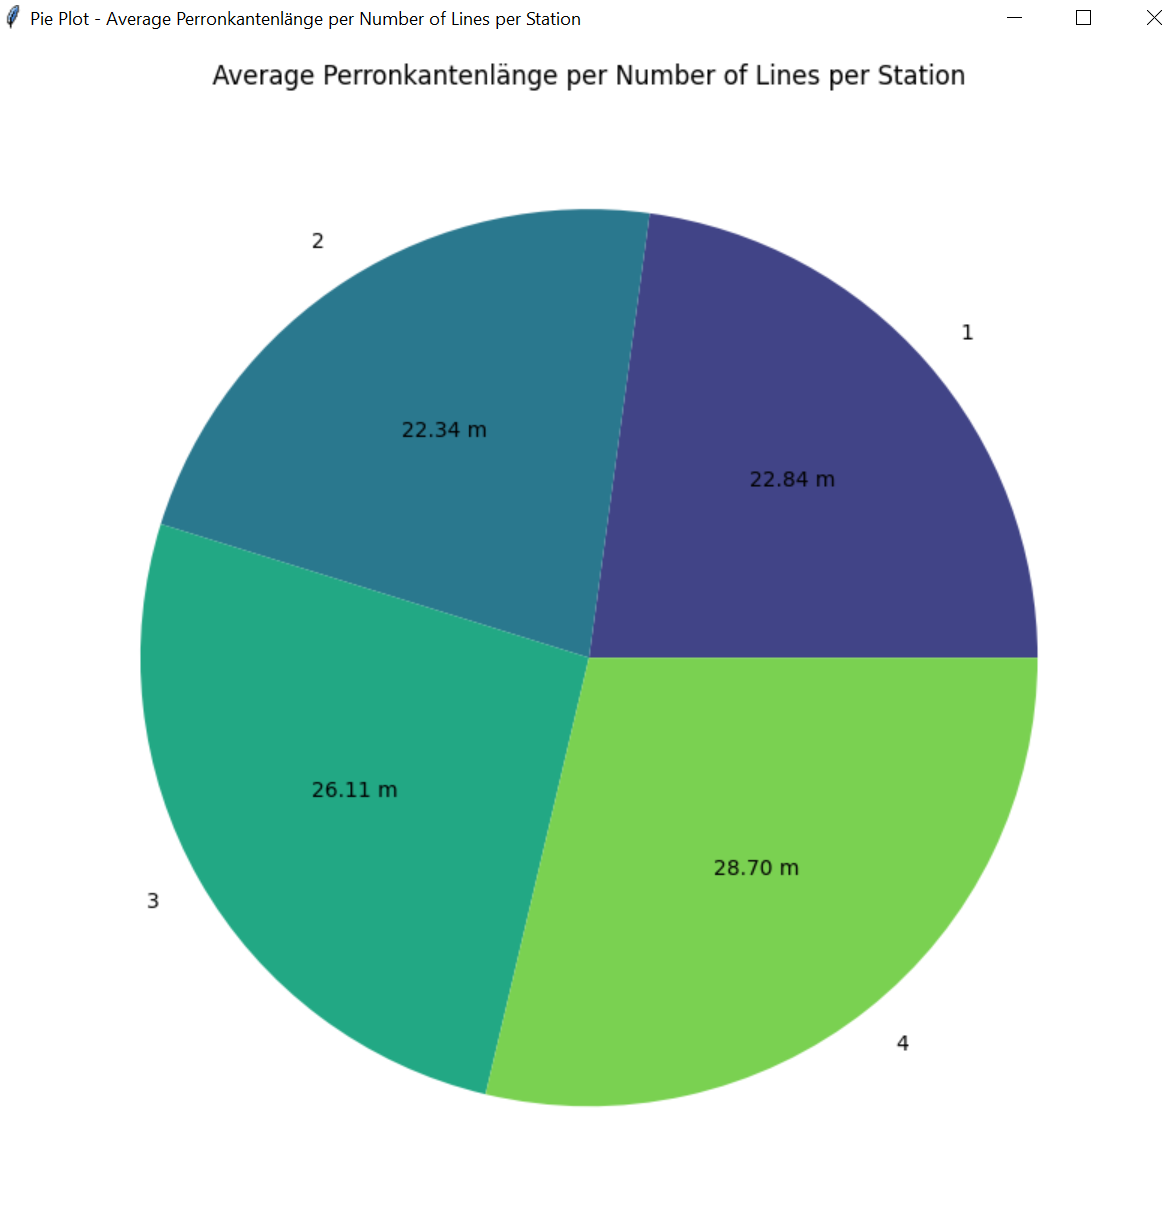 Pie Plot - Average Perronkantenlänge per Number of Lines per Station
Average Perronkantenlänge per Number of Lines per Station
2
1
22.34 m
22.84 m
26.11 m
28.70 m
3
4